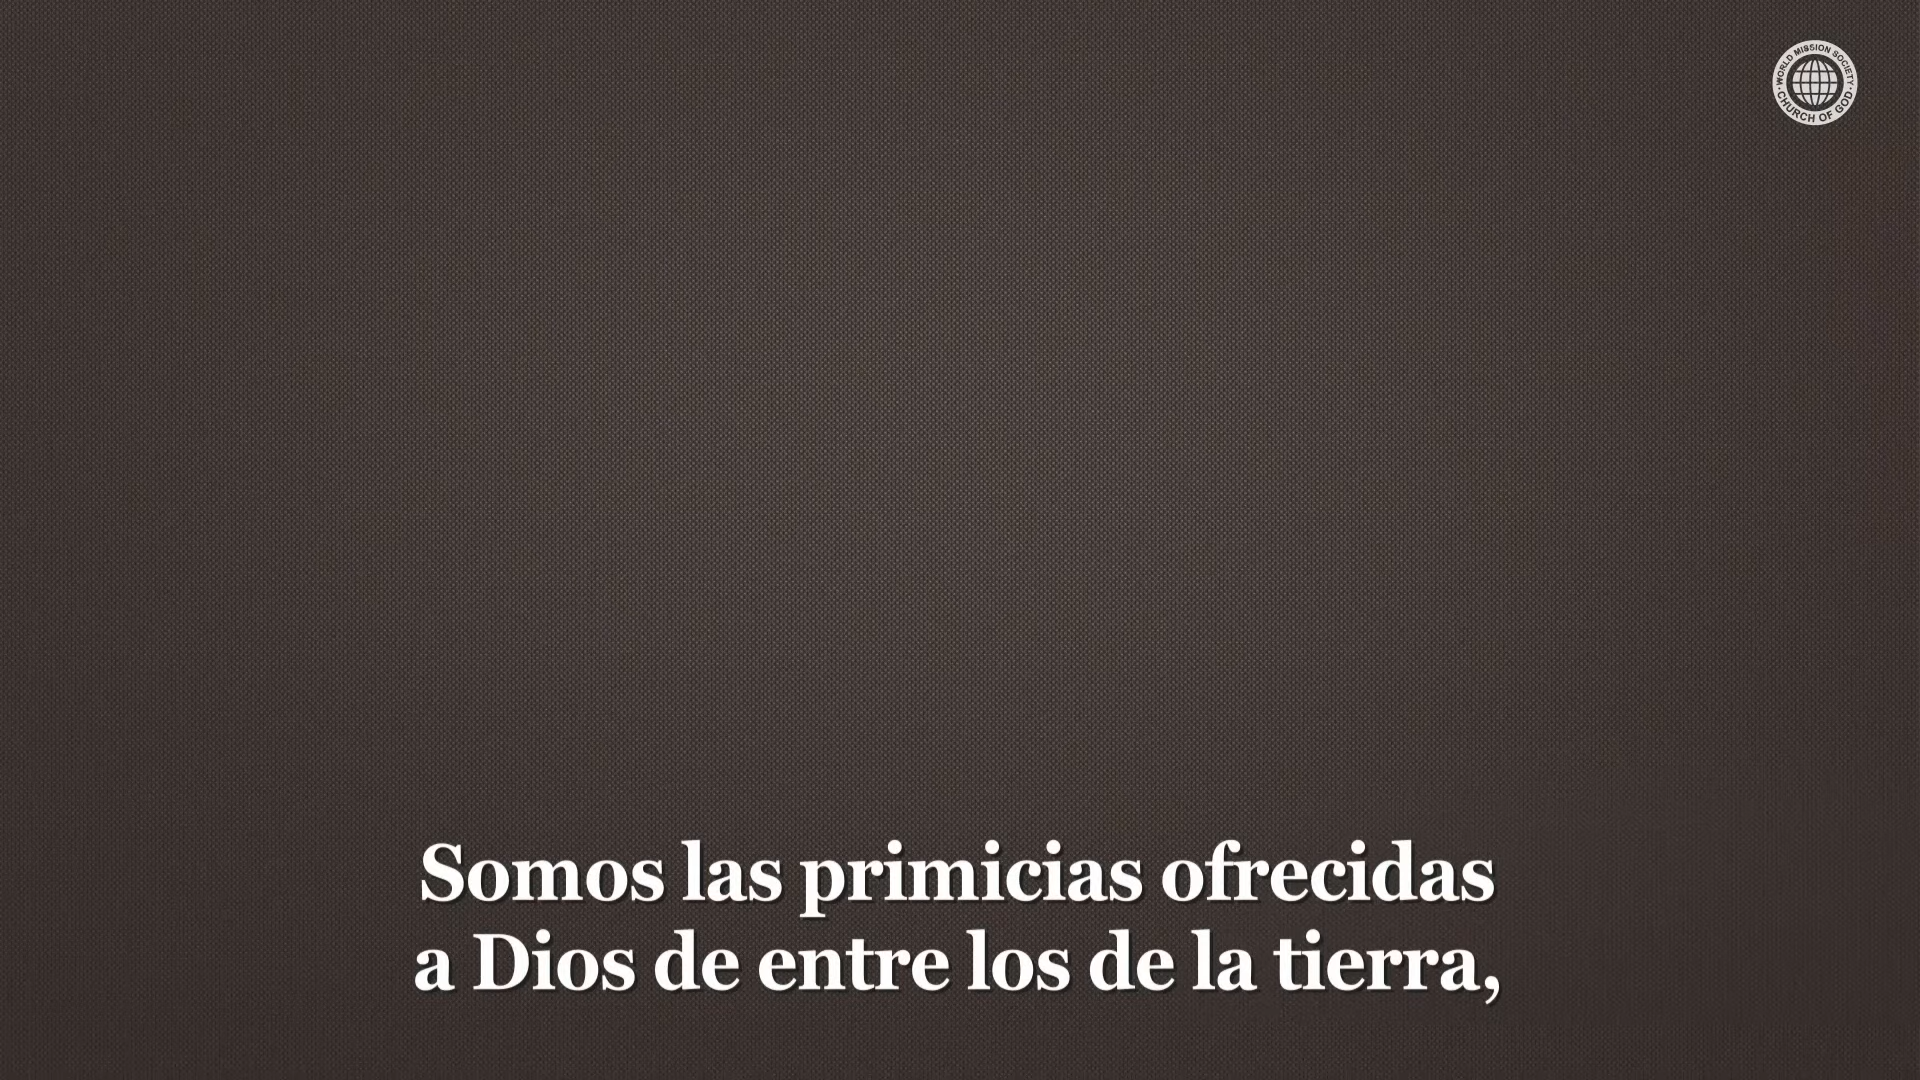 WORLD MISSION SOCIETY
CHURCH OF GOD
Somos las primicias ofrecidas
a Dios de entre los de la tierra,